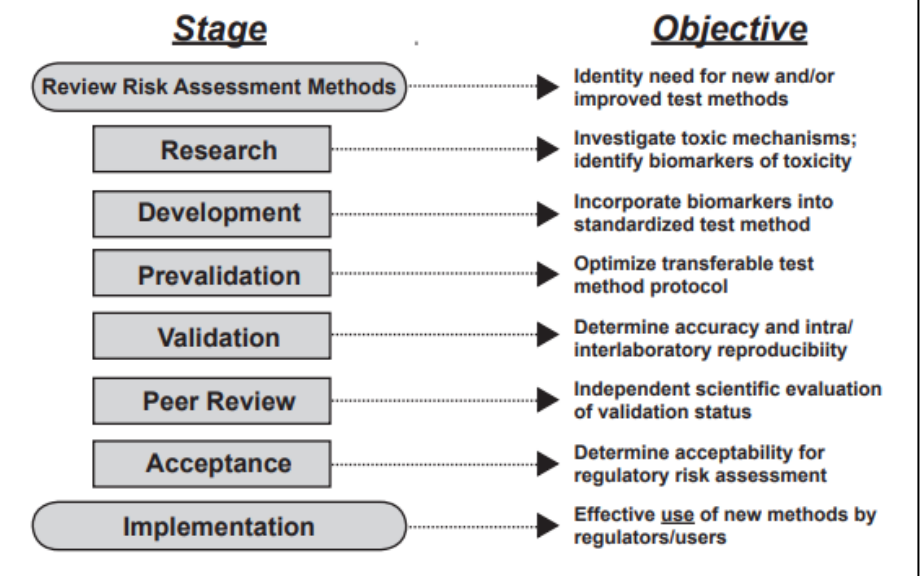 Stage
Objective
Review Risk Assessment Methods
Identity need for new and/or
improved test methods
Research
Investigate toxic mechanisms;
identify biomarkers of toxicity
Development
Incorporate biomarkers into
standardized test method
Prevalidation
Optimize transferable test
method protocol
Validation
Determine accuracy and intra/
interlaboratory reproducibiity
Peer Review
Independent scientific evaluation
of validation status
Acceptance
Determine acceptability for
regulatory risk assessment
Implementation
Effective use of new methods by
regulators/users